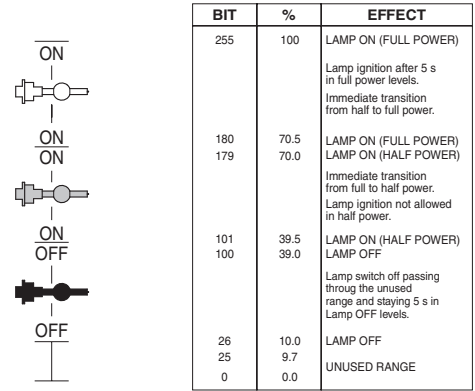 BIT % EFFECT
255 100 LAMP ON (FULL POWER)
ON
Lamp ignition after 5 s
in full power levels.
Immediate transition
from half to full power.
ON
180 70.5 LAMP ON (FULL POWER)
ON
179 70.0 LAMP ON (HALF POWER)
Immediate transition
from full to half power.
Lamp ignition not allowed
in half power.
ON
101 39.5 LAMP ON (HALF POWER)
OFF
100 39.0 LAMP OFF
Lamp switch off passing
throug the unused
range and staying 5 s in
Lamp OFF levels.
OFF
26 10.0 LAMP OFF
25 9.7
UNUSED RANGE
0 0.0